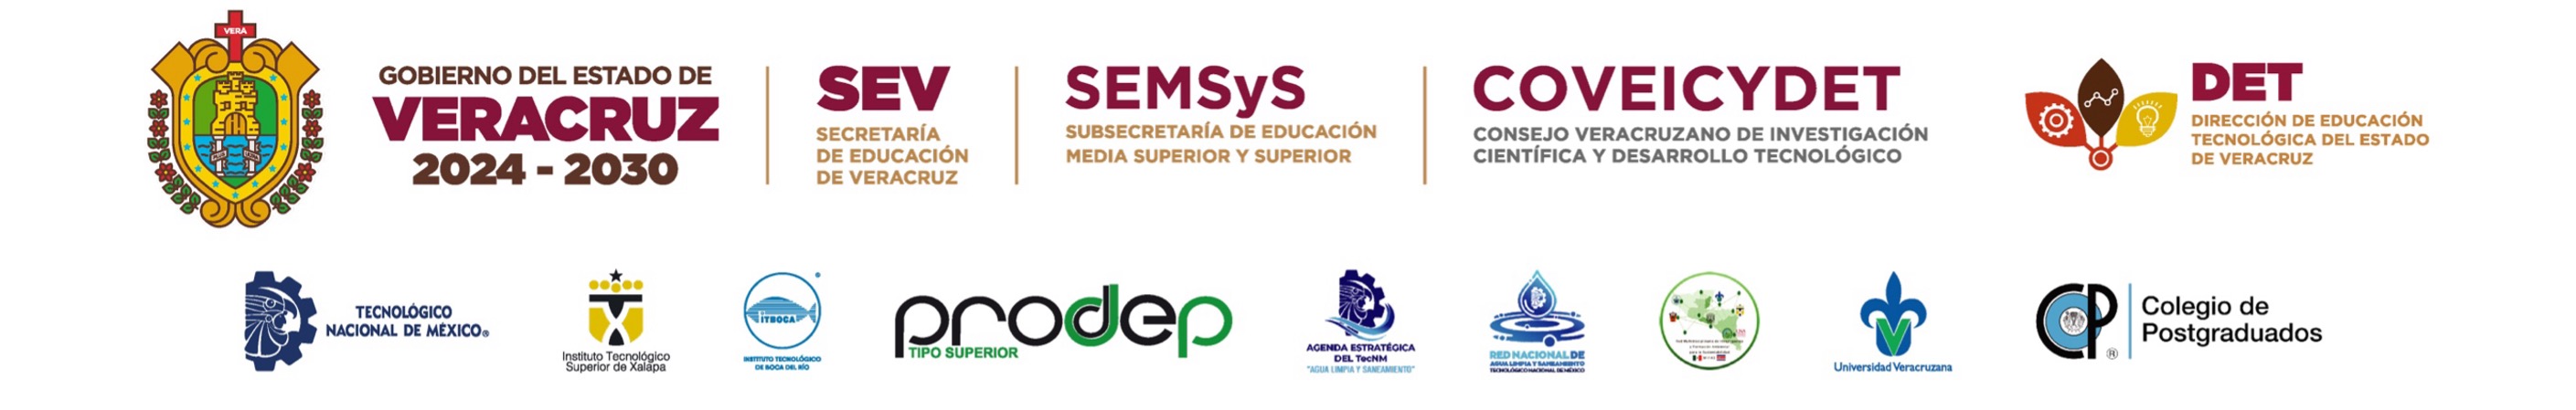 VERA
GOBIERNO DEL ESTADO DE
VERACRUZ
2024 - 2030
SEV
SECRETARÍA
DE EDUCACIÓN
DE VERACRUZ
SEMSyS
SUBSECRETARÍA DE EDUCACIÓN
MEDIA SUPERIOR Y SUPERIOR
COVEICYDET
CONSEJO VERACRUZANO DE INVESTIGACIÓN
CIENTÍFICA Y DESARROLLO TECNOLÓGICO
DET
DIRECCIÓN DE EDUCACIÓN
TECNOLÓGICA DEL ESTADO
DE VERACRUZ
TECNOLÓGICO
NACIONAL DE MÉXICO®
Instituto Tecnológico
Superior de Xalapa
ITBOCA
INSTITUTO TECNOLÓGICO
DE BOCA DEL RÍO
prodep
TIPO SUPERIOR
AGENDA ESTRATÉGICA
DEL TecNM
"AGUA LIMPIA Y SANEAMIENTO"
RED NACIONAL DE
AGUA LIMPIA Y SANEAMIENTO
TECNOLÓGICO NACIONAL DE MÉXICO
Universidad Veracruzana
CP®
Colegio de
Postgraduados